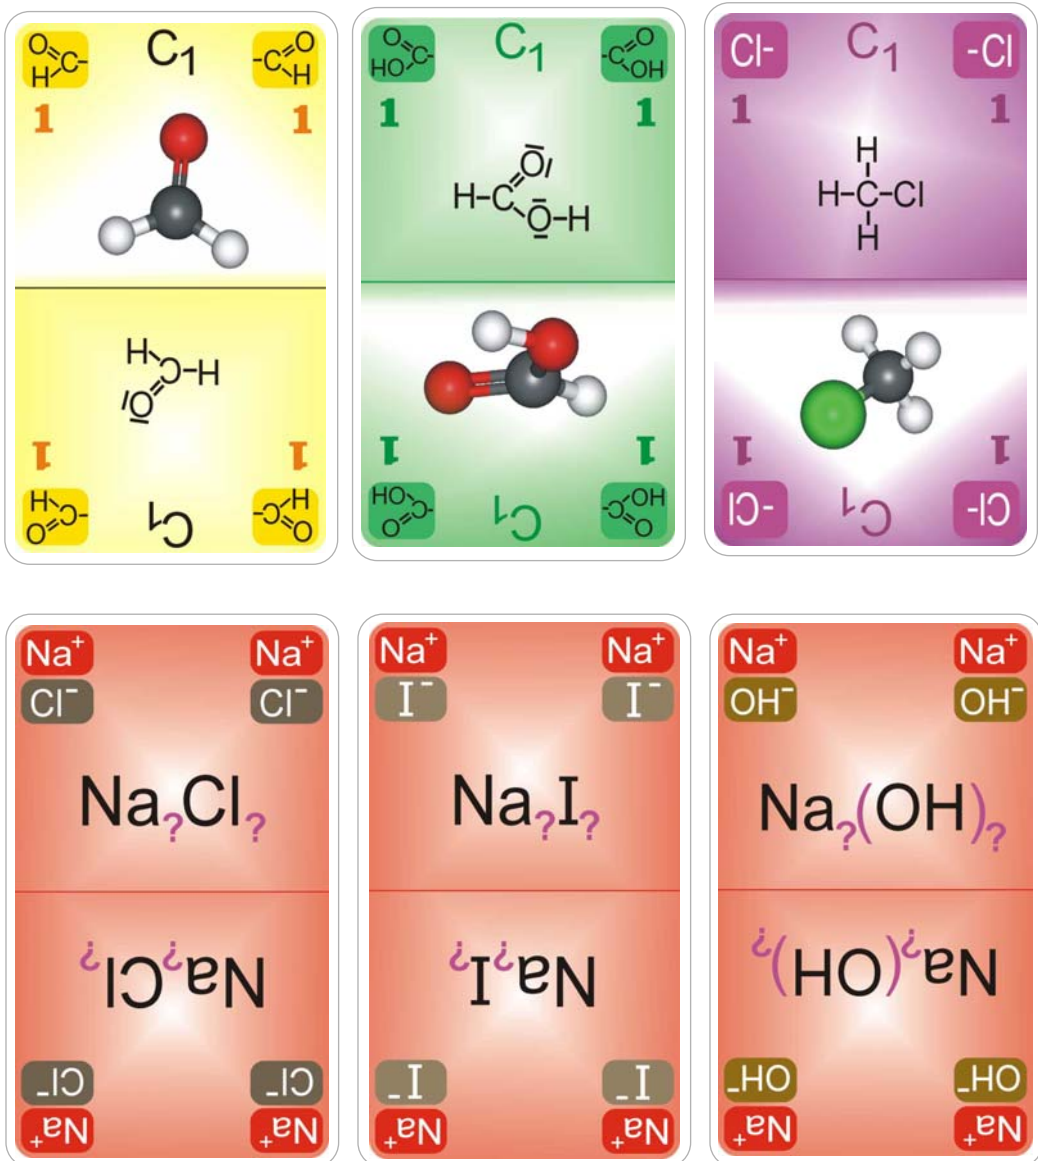 O
H C-
C₁
O
-C H
1 1
H
C-H
O
1 1
H
C-
O
C₁
H
-C
O
O
HO C-
C₁
O
-C OH
1 1
O
H-C
O-H
1 1
HO
C-
O
C₁
OH
-C
O
Cl- C₁ -Cl
1 1
H
H-C-Cl
H
1 1
Cl- C₁ -Cl
Na⁺ Na⁺
Cl⁻ Cl⁻
Na?Cl?
Na?Cl?
Cl⁻ Cl⁻
Na⁺ Na⁺
Na⁺ Na⁺
I⁻ I⁻
Na?I?
Na?I?
I⁻ I⁻
Na⁺ Na⁺
Na⁺ Na⁺
OH⁻ OH⁻
Na?(OH)?
Na?(OH)?
OH⁻ OH⁻
Na⁺ Na⁺